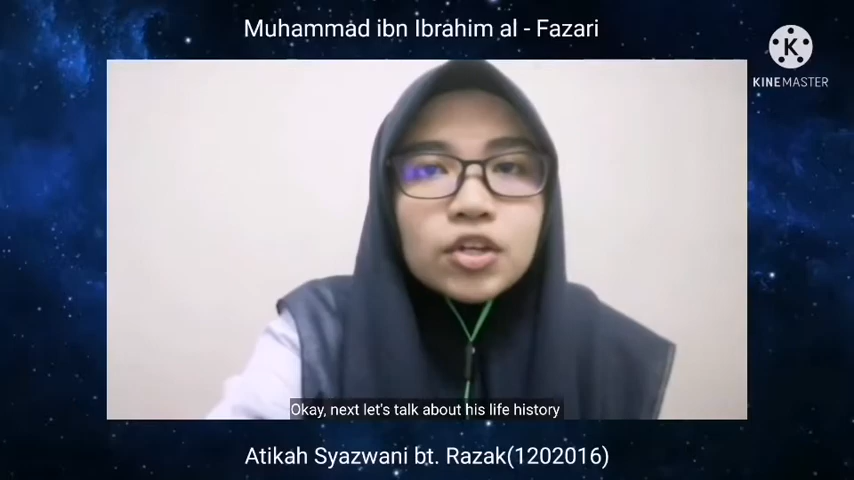 Muhammad ibn Ibrahim al - Fazari
K
KINEMASTER
Okay, next let's talk about his life history
Atikah Syazwani bt. Razak(1202016)